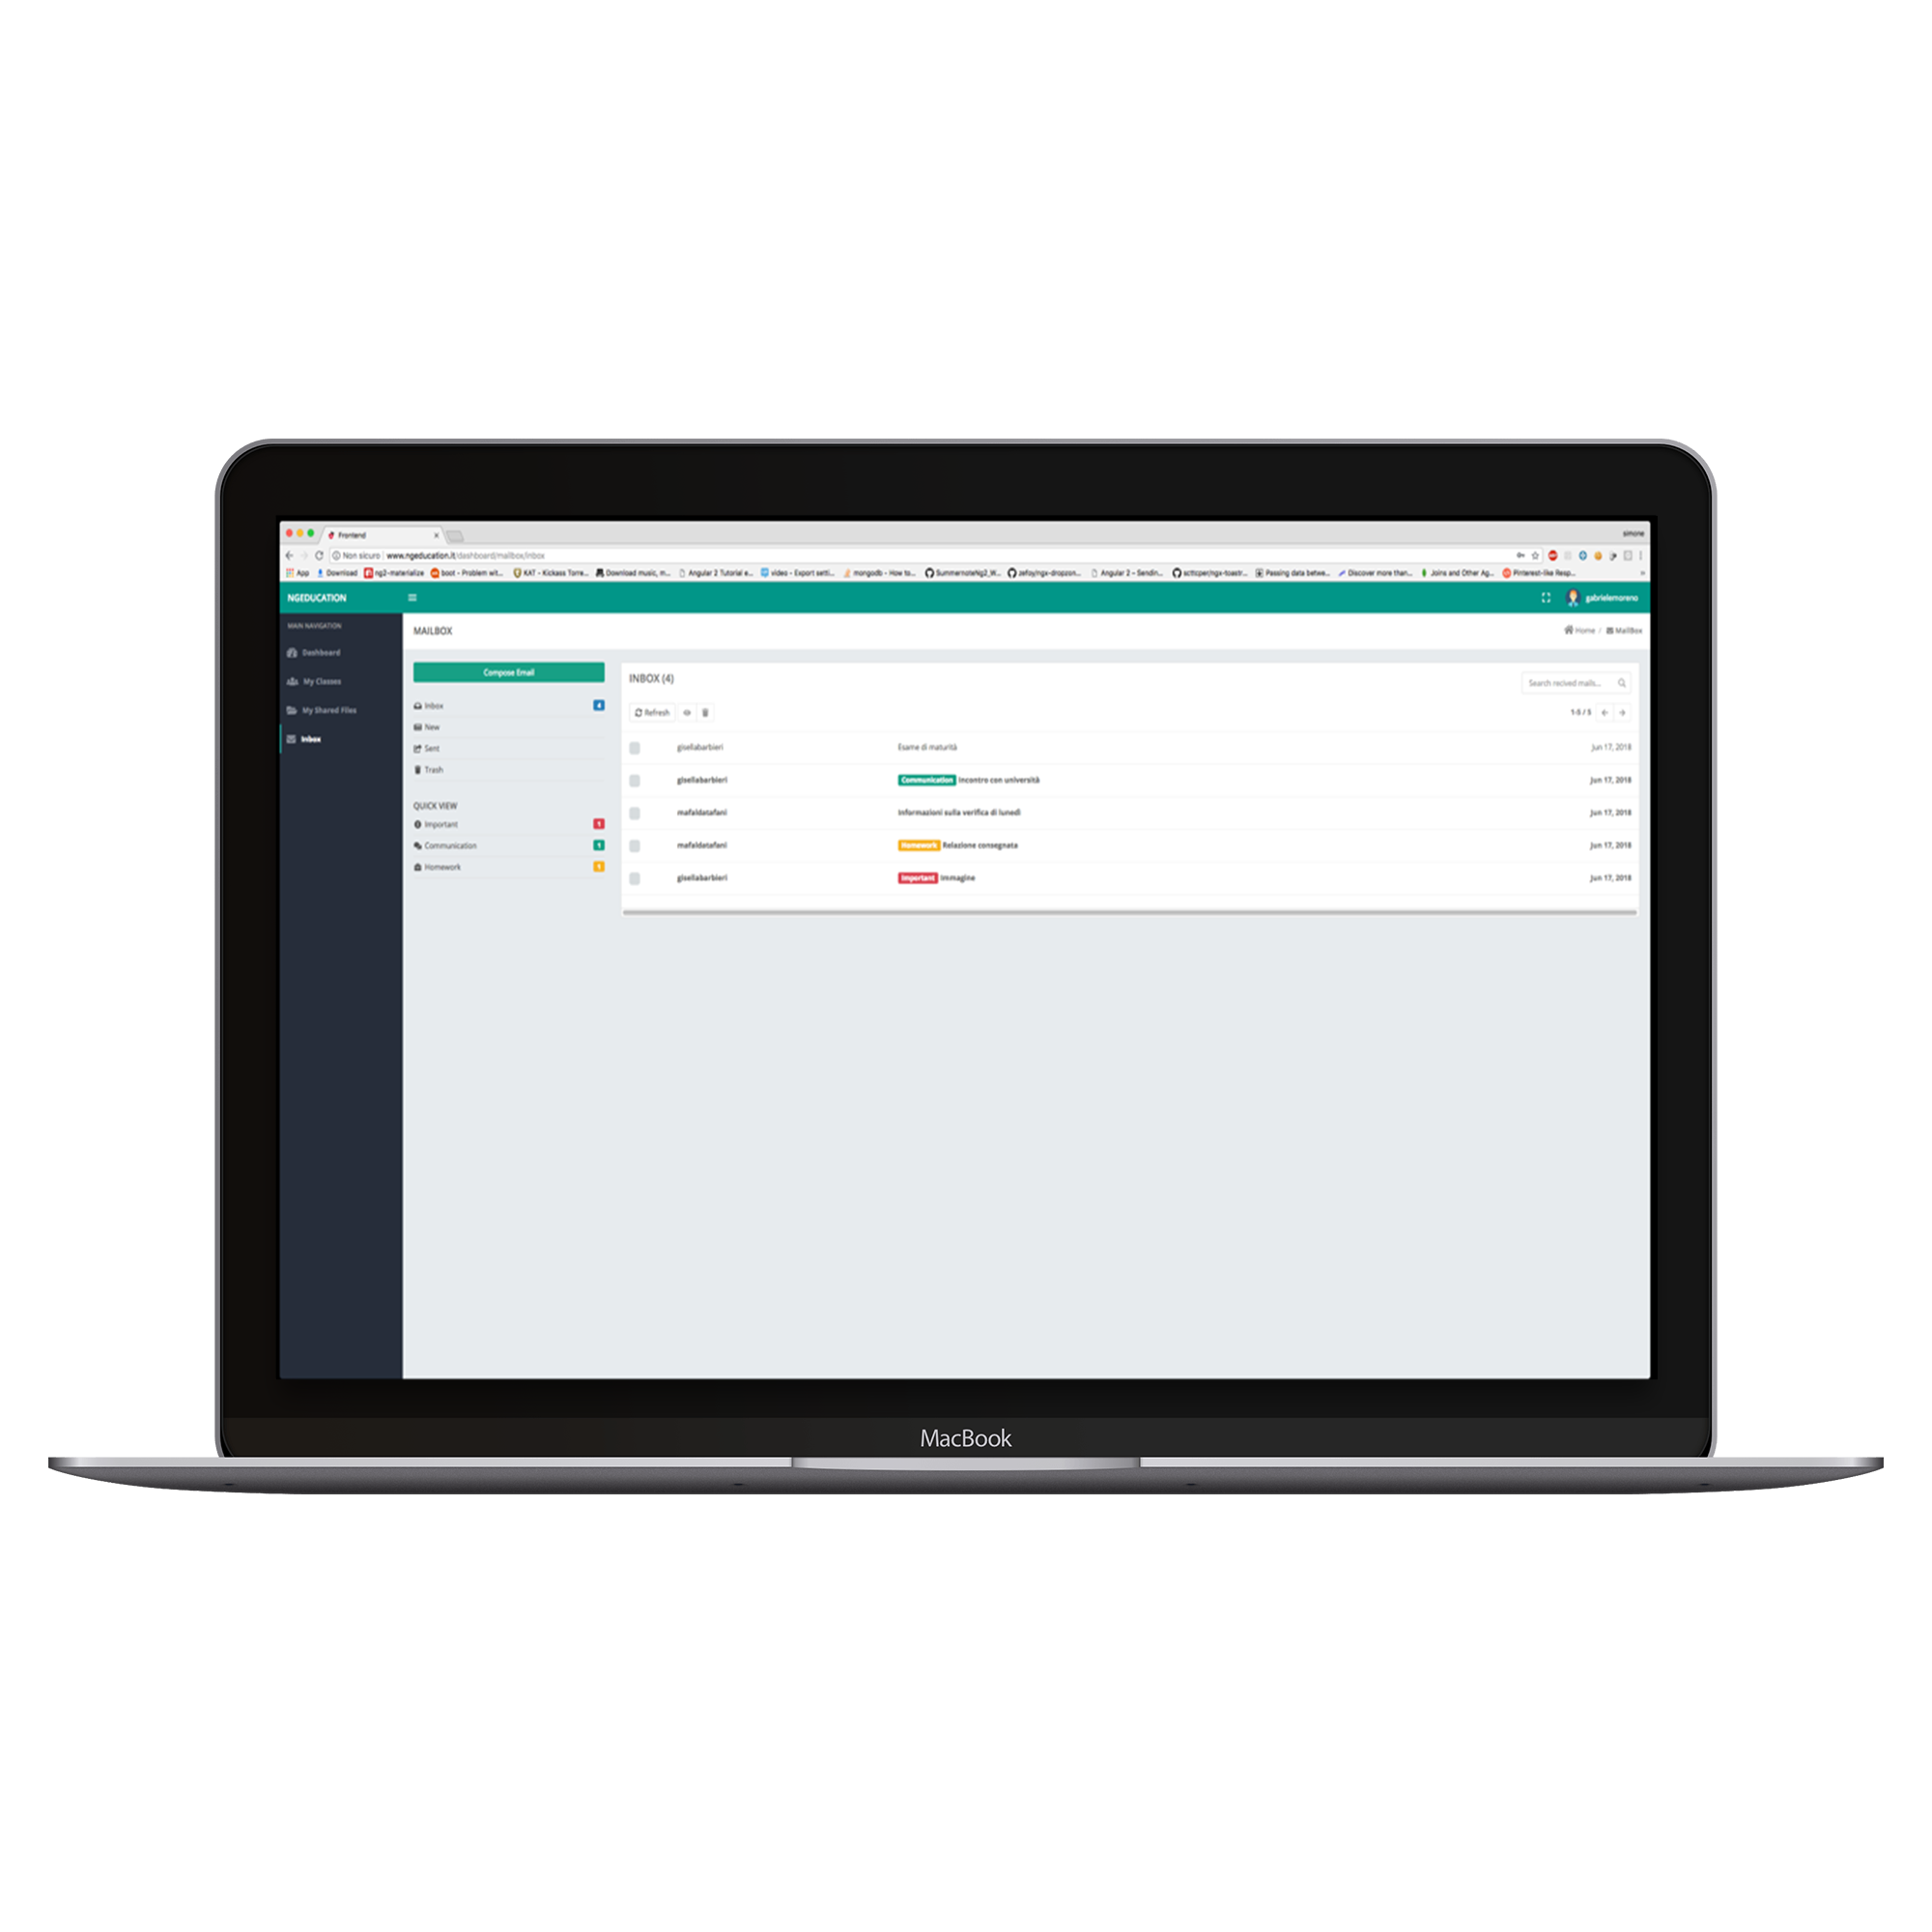 Frontend
simone
Non sicuro | www.ngeducation.it/dashboard/mailbox/inbox
App Download ng2-materialize boot - Problem wit... KAT - Kickass Torre... Download music, m... Angular 2 Tutorial e... video - Export setti... mongodb - How to... SummernoteNg2_W... zefoy/ngx-dropzon... Angular 2 – Sendin... scttcper/ngx-toastr... Passing data betwe... Discover more than... Joins and Other Ag... Pinterest-like Resp...
NGEDUCATION
gabrielemoreno
MAIN NAVIGATION
Dashboard
My Classes
My Shared Files
Inbox
MAILBOX
Home / MailBox
Compose Email
Inbox 4
New
Sent
Trash
QUICK VIEW
Important 1
Communication 1
Homework 1
INBOX (4)
Search recived mails...
Refresh
1-5 / 5
gisellabarbieri Esame di maturità Jun 17, 2018
gisellabarbieri Communication Incontro con università Jun 17, 2018
mafaldatafani Informazioni sulla verifica di lunedì Jun 17, 2018
mafaldatafani Homework Relazione consegnata Jun 17, 2018
gisellabarbieri Important Immagine Jun 17, 2018
MacBook